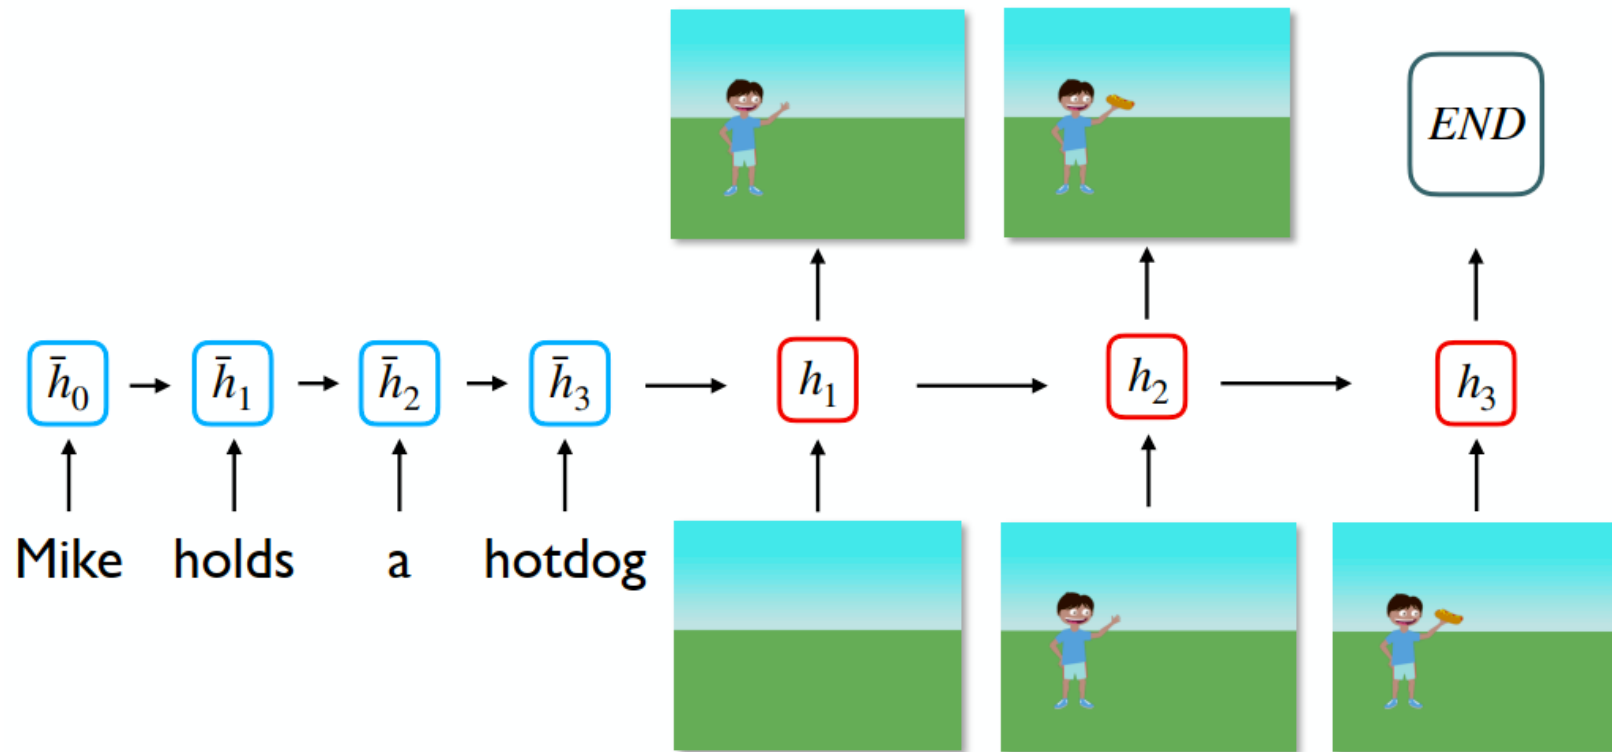 END
h̄₀ h̄₁ h̄₂ h̄₃ h₁ h₂ h₃
Mike holds a hotdog